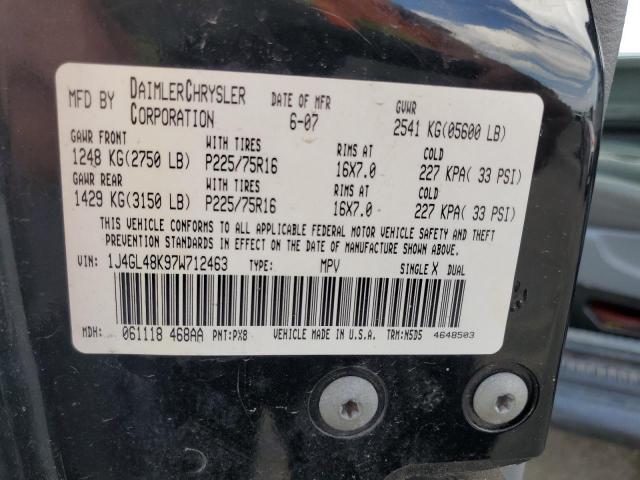 MFD BY DAIMLERCHRYSLER CORPORATION DATE OF MFR 6-07 GVWR 2541 KG(05600 LB)
GAWR FRONT WITH TIRES RIMS AT COLD
1248 KG(2750 LB) P225/75R16 16X7.0 227 KPA( 33 PSI)
GAWR REAR WITH TIRES RIMS AT COLD
1429 KG(3150 LB) P225/75R16 16X7.0 227 KPA( 33 PSI)
THIS VEHICLE CONFORMS TO ALL APPLICABLE FEDERAL MOTOR VEHICLE SAFETY AND THEFT
PREVENTION STANDARDS IN EFFECT ON THE DATE OF MANUFACTURE SHOWN ABOVE.
VIN: 1J4GL48K97W712463 TYPE: MPV SINGLE X DUAL
MDH: 061118 468AA PNT:PX8 VEHICLE MADE IN U.S.A. TRM:N5D5 4648503